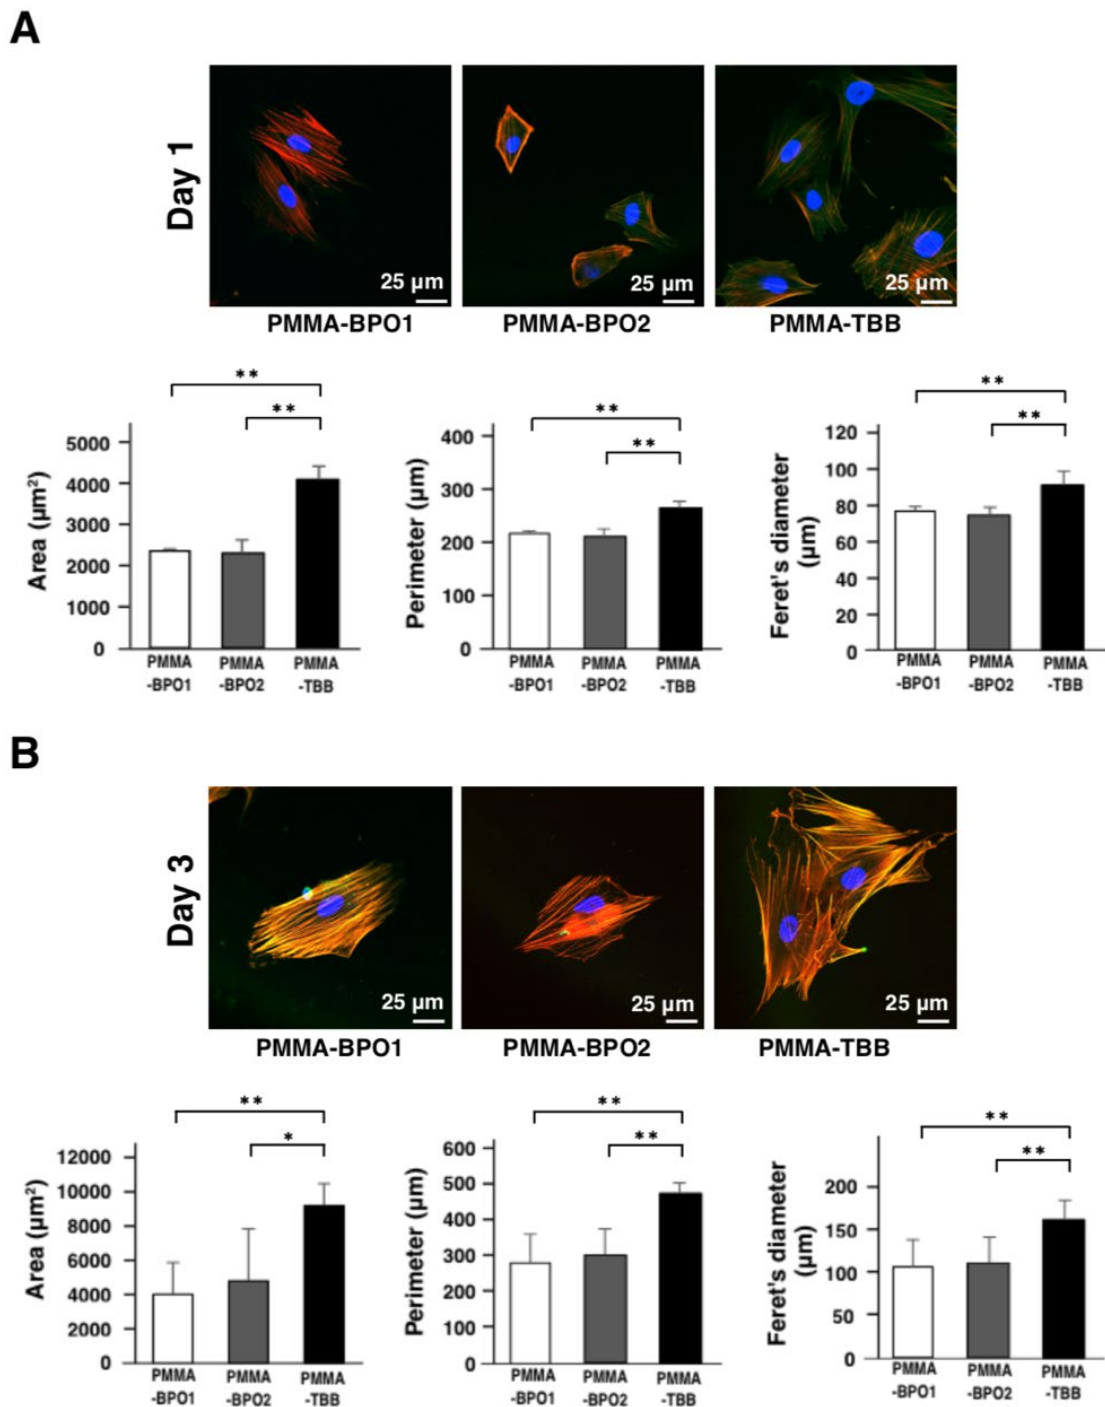 A
Day 1
25 µm
25 µm
25 µm
PMMA-BPO1
PMMA-BPO2
PMMA-TBB
**
**
Area (µm²)
5000
4000
3000
2000
1000
0
PMMA
-BPO1
PMMA
-BPO2
PMMA
-TBB
**
**
Perimeter (µm)
400
300
200
100
0
PMMA
-BPO1
PMMA
-BPO2
PMMA
-TBB
**
**
Feret's diameter
(µm)
120
100
80
60
40
20
0
PMMA
-BPO1
PMMA
-BPO2
PMMA
-TBB
B
Day 3
25 µm
25 µm
25 µm
PMMA-BPO1
PMMA-BPO2
PMMA-TBB
**
*
Area (µm²)
12000
10000
8000
6000
4000
2000
0
PMMA
-BPO1
PMMA
-BPO2
PMMA
-TBB
**
**
Perimeter (µm)
600
500
400
300
200
100
0
PMMA
-BPO1
PMMA
-BPO2
PMMA
-TBB
**
**
Feret's diameter
(µm)
200
150
100
50
0
PMMA
-BPO1
PMMA
-BPO2
PMMA
-TBB